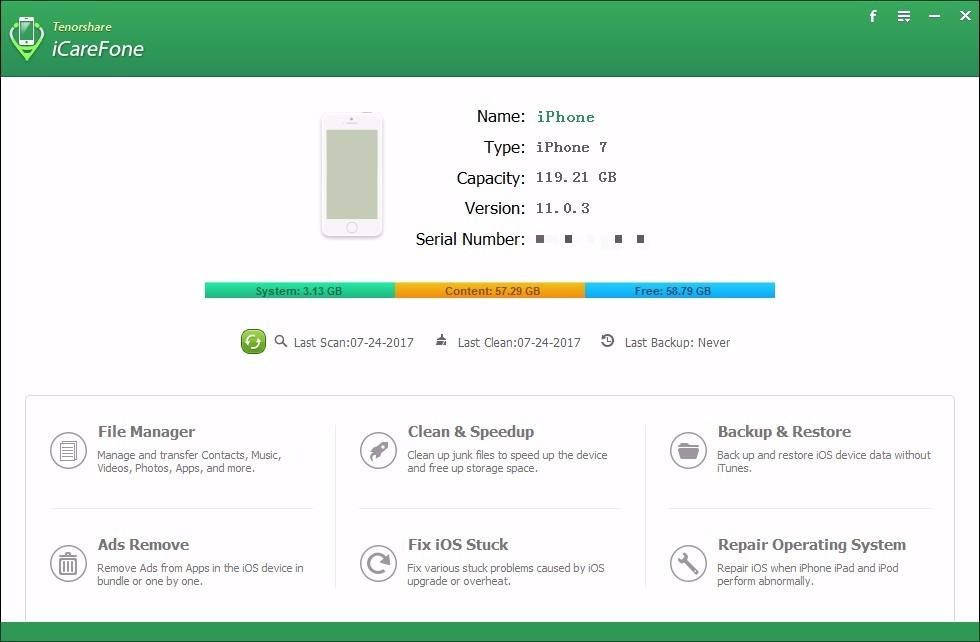 Tenorshare
iCareFone
f
Name: iPhone
Type: iPhone 7
Capacity: 119.21 GB
Version: 11.0.3
Serial Number:
System: 3.13 GB Content: 57.29 GB Free: 58.79 GB
Last Scan:07-24-2017 Last Clean:07-24-2017 Last Backup: Never
File Manager
Manage and transfer Contacts, Music,
Videos, Photos, Apps, and more.
Clean & Speedup
Clean up junk files to speed up the device
and free up storage space.
Backup & Restore
Back up and restore iOS device data without
iTunes.
Ads Remove
Remove Ads from Apps in the iOS device in
bundle or one by one.
Fix iOS Stuck
Fix various stuck problems caused by iOS
upgrade or overheat.
Repair Operating System
Repair iOS when iPhone iPad and iPod
perform abnormally.